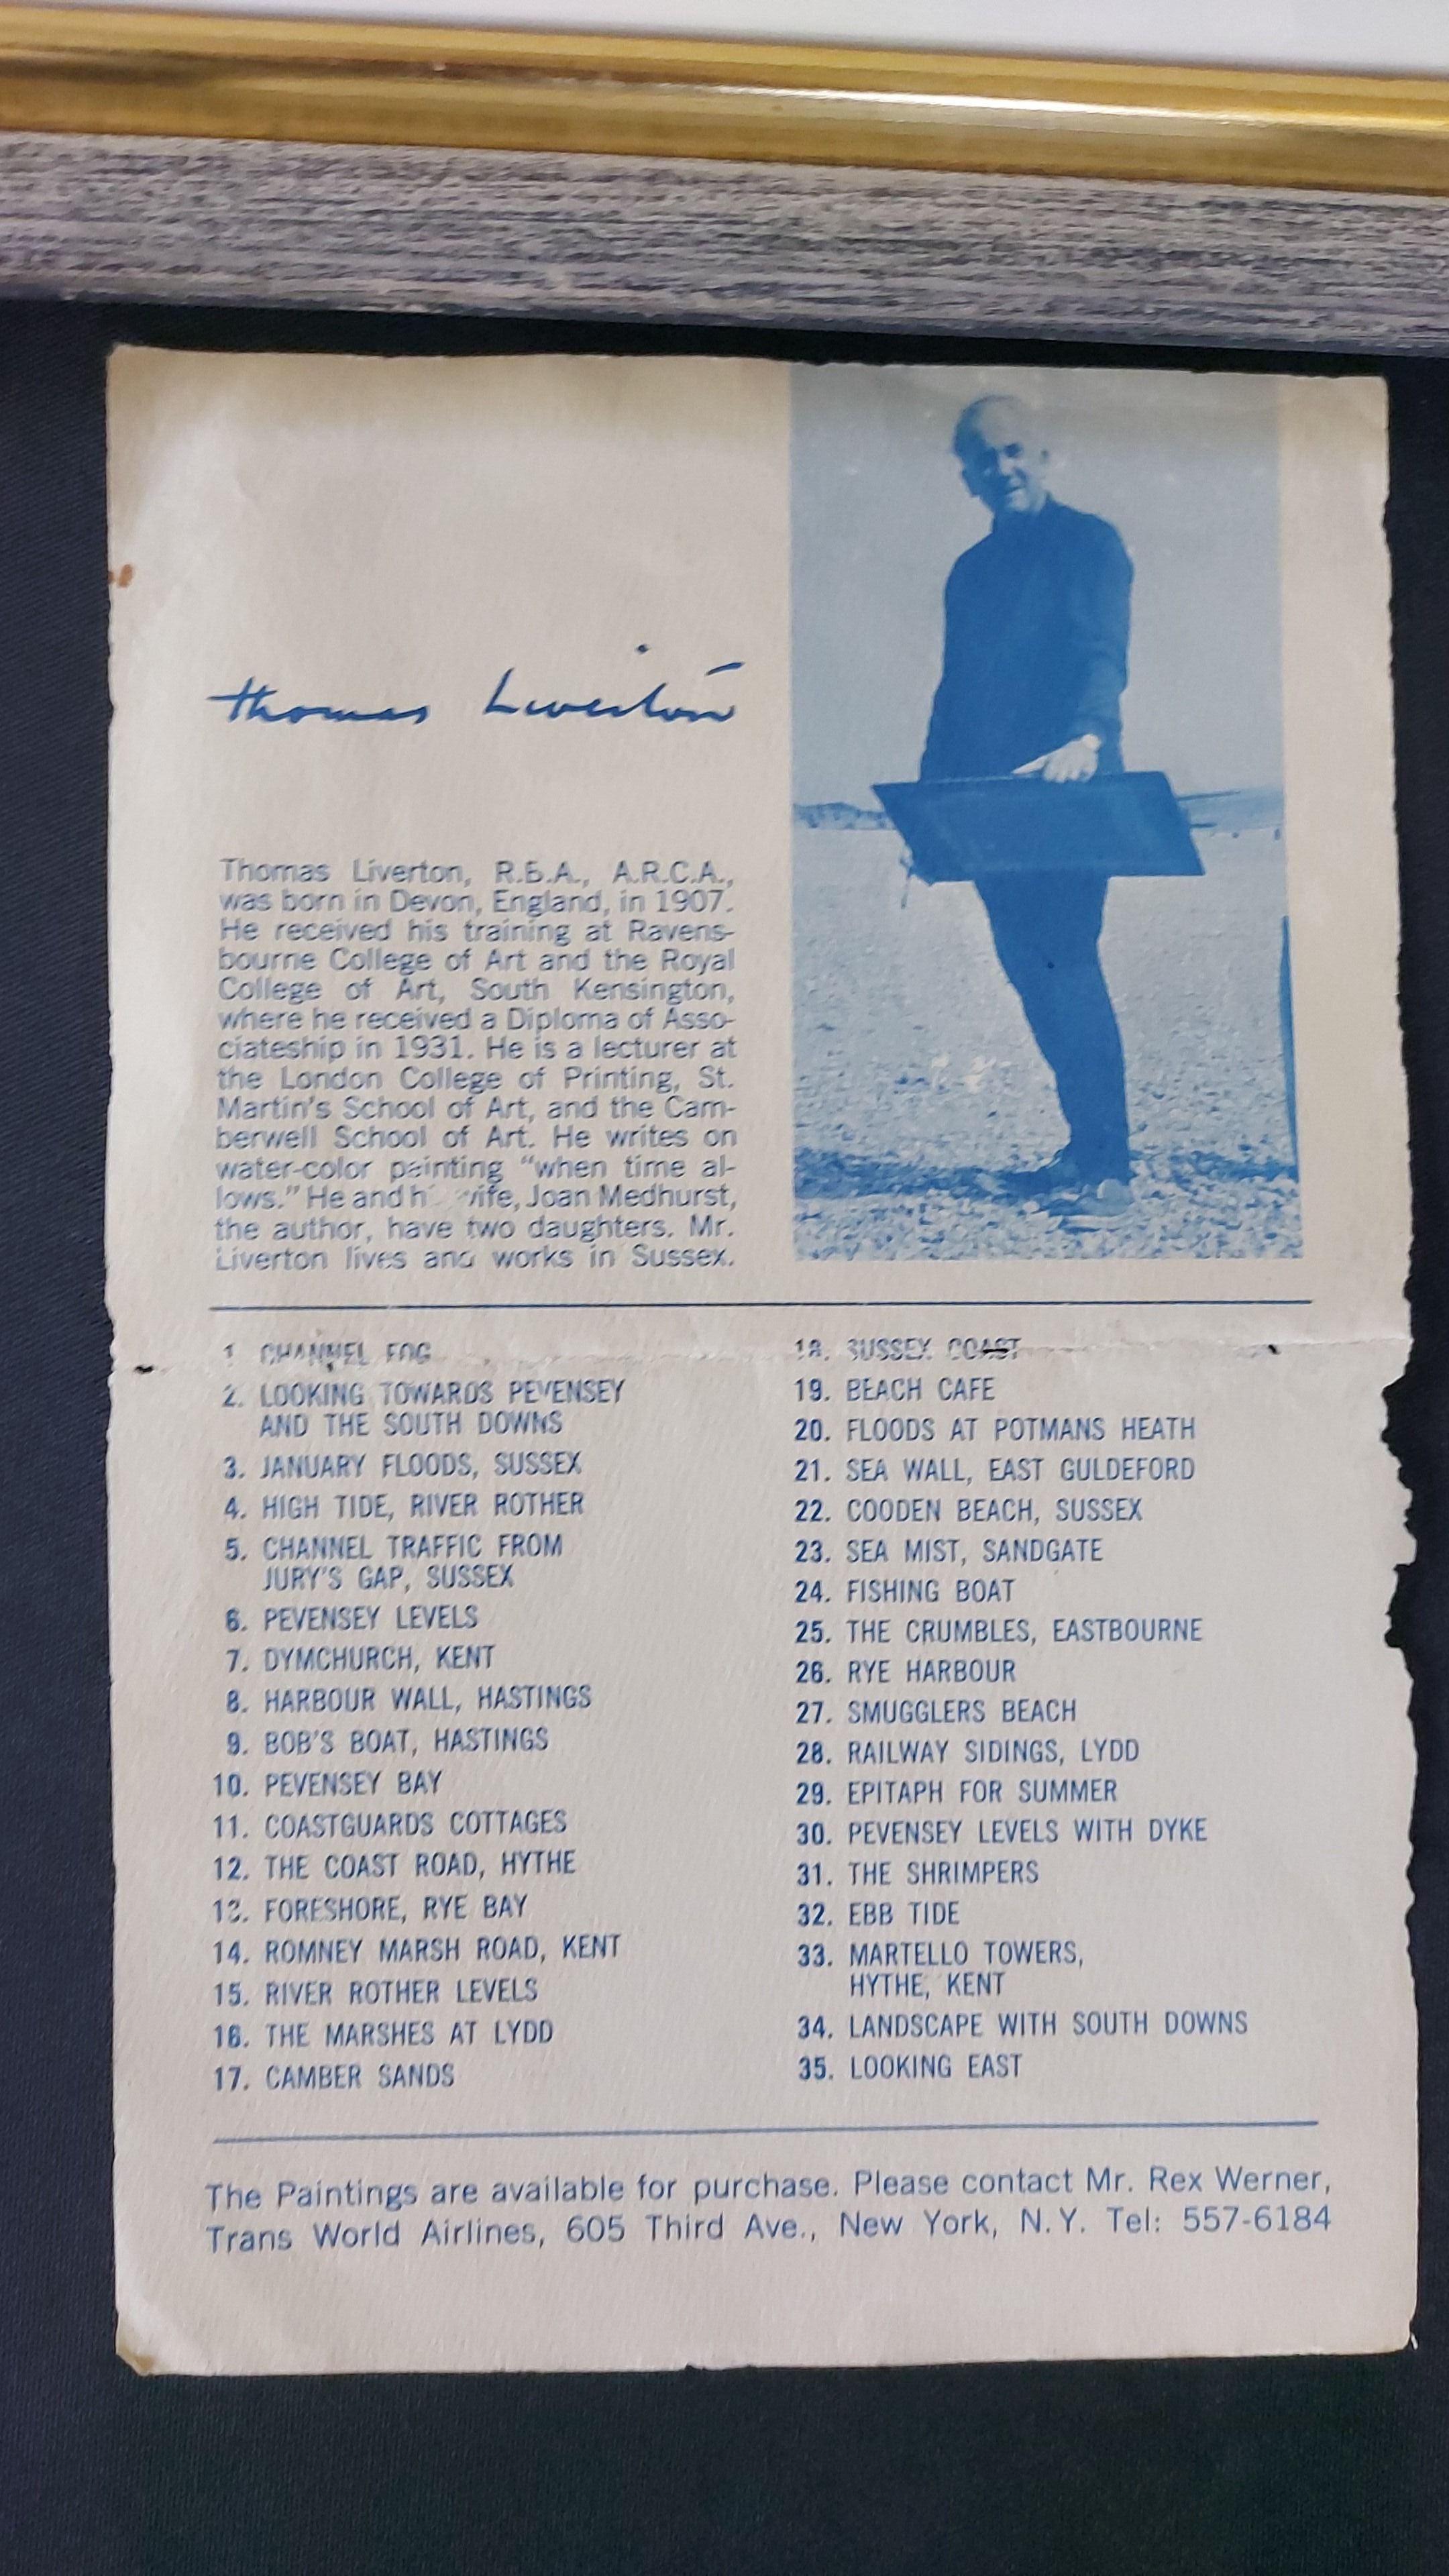 Thomas Liverton
Thomas Liverton, R.B.A., A.R.C.A.,
was born in Devon, England, in 1907.
He received his training at Ravens-
bourne College of Art and the Royal
College of Art, South Kensington,
where he received a Diploma of Asso-
ciateship in 1931. He is a lecturer at
the London College of Printing, St.
Martin's School of Art, and the Cam-
berwell School of Art. He writes on
water-color painting "when time al-
lows." He and h wife, Joan Medhurst,
the author, have two daughters. Mr.
Liverton lives and works in Sussex.
1. CHANNEL FOG
2. LOOKING TOWARDS PEVENSEY
AND THE SOUTH DOWNS
3. JANUARY FLOODS, SUSSEX
4. HIGH TIDE, RIVER ROTHER
5. CHANNEL TRAFFIC FROM
JURY'S GAP, SUSSEX
6. PEVENSEY LEVELS
7. DYMCHURCH, KENT
8. HARBOUR WALL, HASTINGS
9. BOB'S BOAT, HASTINGS
10. PEVENSEY BAY
11. COASTGUARDS COTTAGES
12. THE COAST ROAD, HYTHE
13. FORESHORE, RYE BAY
14. ROMNEY MARSH ROAD, KENT
15. RIVER ROTHER LEVELS
16. THE MARSHES AT LYDD
17. CAMBER SANDS
18. SUSSEX COAST
19. BEACH CAFE
20. FLOODS AT POTMANS HEATH
21. SEA WALL, EAST GULDEFORD
22. COODEN BEACH, SUSSEX
23. SEA MIST, SANDGATE
24. FISHING BOAT
25. THE CRUMBLES, EASTBOURNE
26. RYE HARBOUR
27. SMUGGLERS BEACH
28. RAILWAY SIDINGS, LYDD
29. EPITAPH FOR SUMMER
30. PEVENSEY LEVELS WITH DYKE
31. THE SHRIMPERS
32. EBB TIDE
33. MARTELLO TOWERS,
HYTHE, KENT
34. LANDSCAPE WITH SOUTH DOWNS
35. LOOKING EAST
The Paintings are available for purchase. Please contact Mr. Rex Werner,
Trans World Airlines, 605 Third Ave., New York, N.Y. Tel: 557-6184